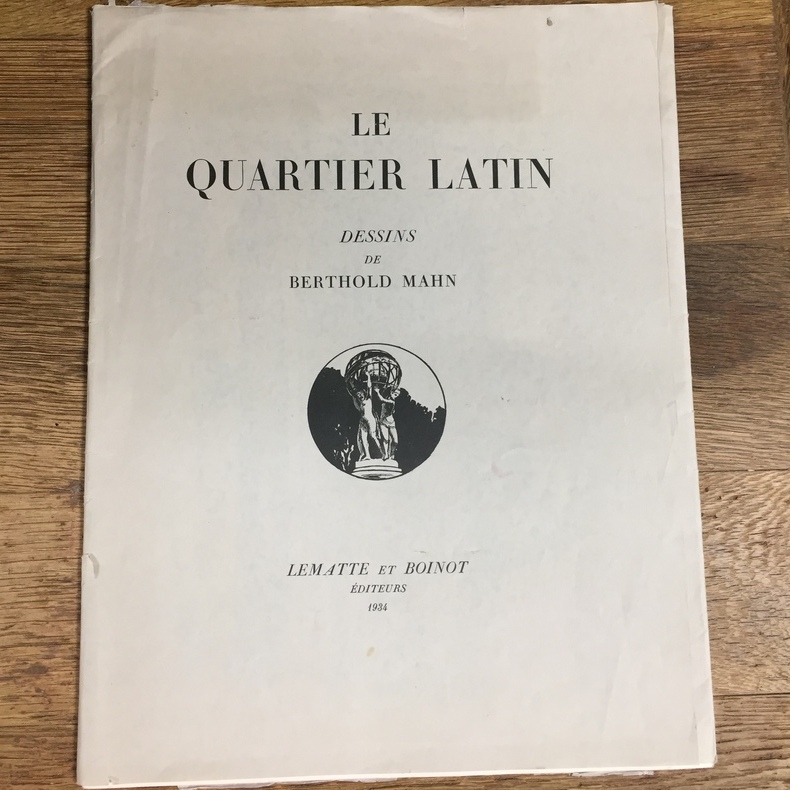 LE
QUARTIER LATIN
DESSINS
DE
BERTHOLD MAHN
LEMATTE ET BOINOT
ÉDITEURS
1934